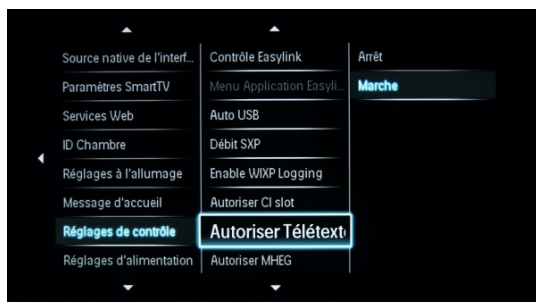 Source native de l'interf...
Paramètres SmartTV
Services Web
ID Chambre
Réglages à l'allumage
Message d'accueil
Réglages de contrôle
Réglages d'alimentation
Contrôle Easylink
Menu Application Easyli...
Auto USB
Débit SXP
Enable WIXP Logging
Autoriser CI slot
Autoriser Télétext
Autoriser MHEG
Arrêt
Marche